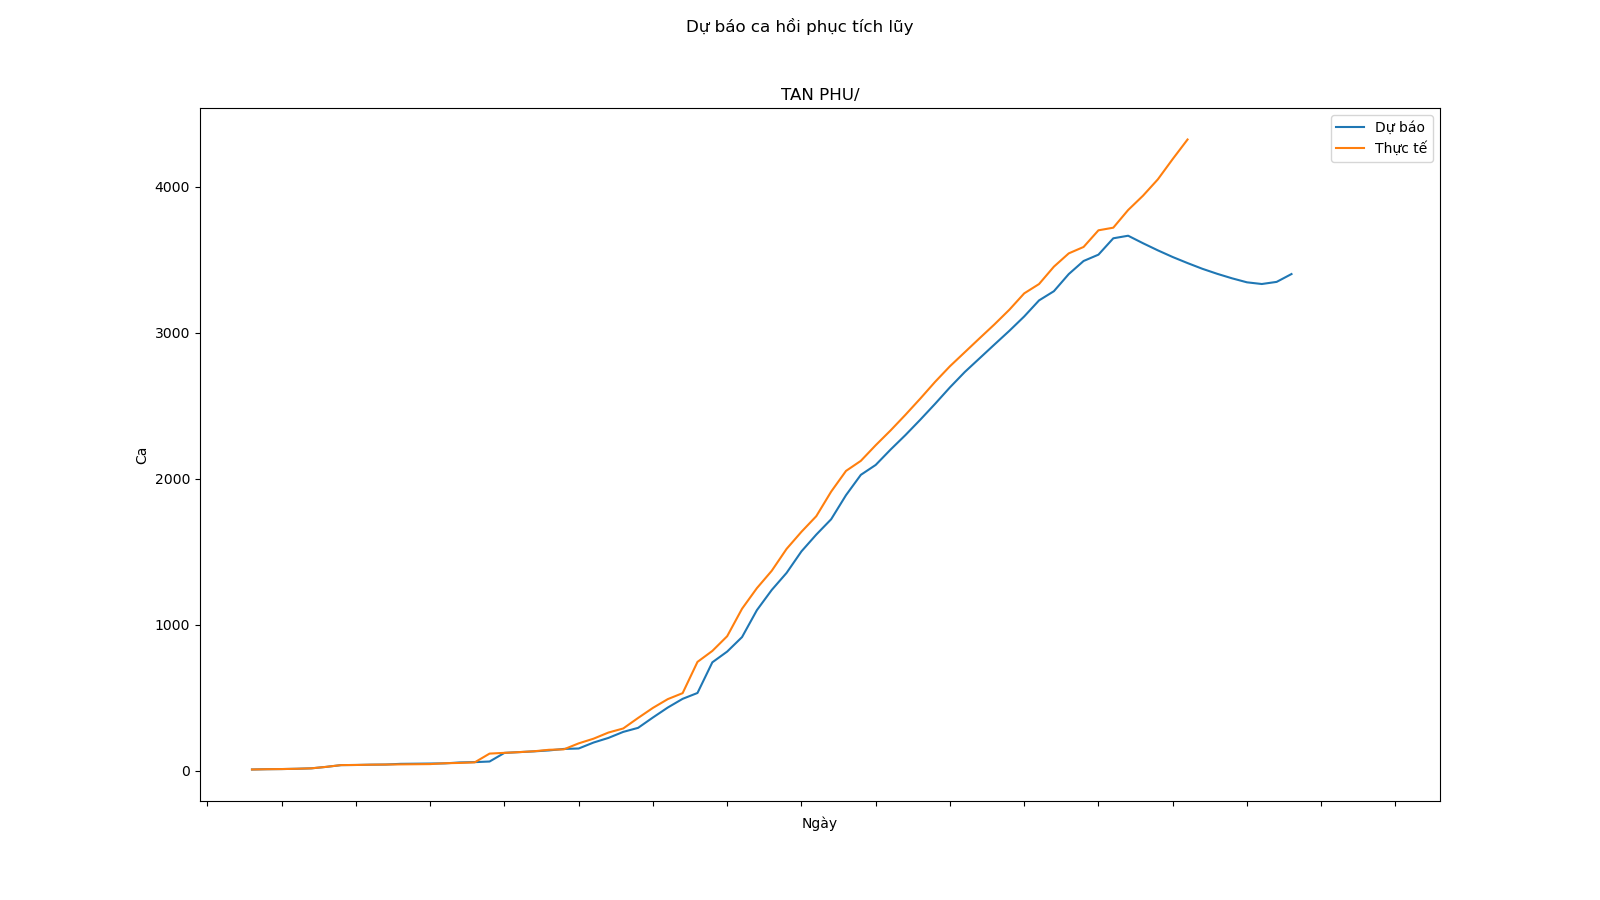 Dự báo ca hồi phục tích lũy
TAN PHU/
Dự báo
Thực tế
4000
3000
2000
1000
0
Ca
Ngày